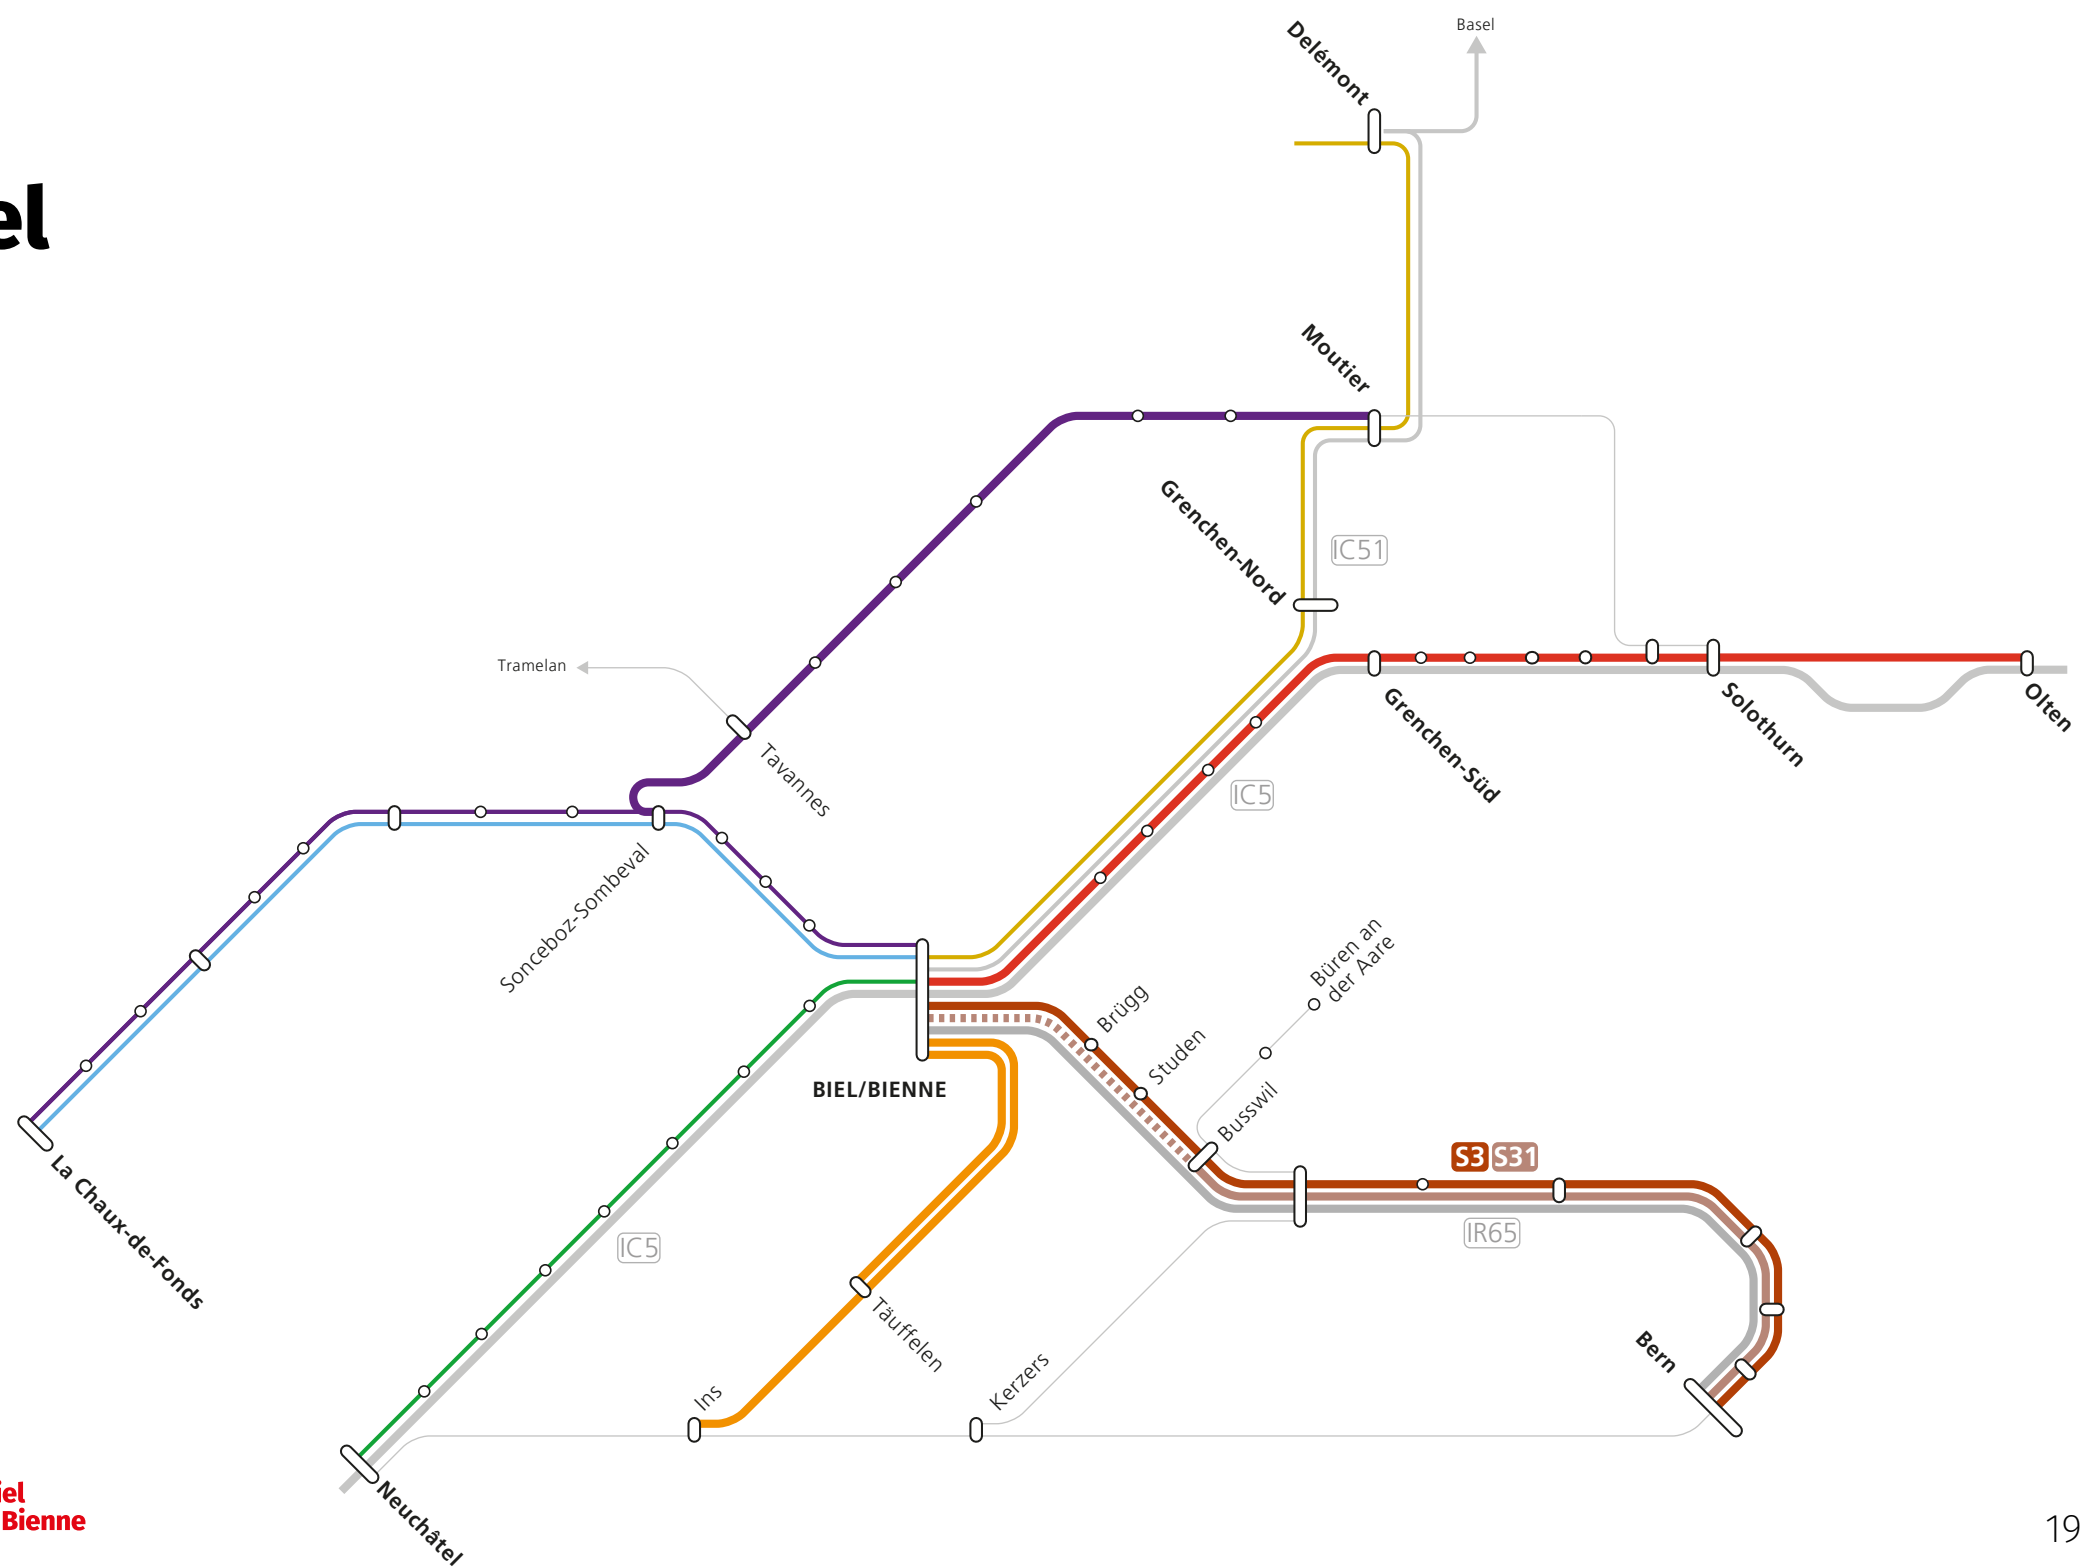 el
Basel
Delémont
Moutier
Grenchen-Nord
IC51
Tramelan
Tavannes
Grenchen-Süd
Solothurn
Olten
IC5
Sonceboz-Sombeval
Büren an
der Aare
Brügg
Studen
Busswil
BIEL/BIENNE
La Chaux-de-Fonds
S3 S31
IR65
IC5
Täuffelen
Bern
Ins
Kerzers
Neuchâtel
iel
Bienne
19